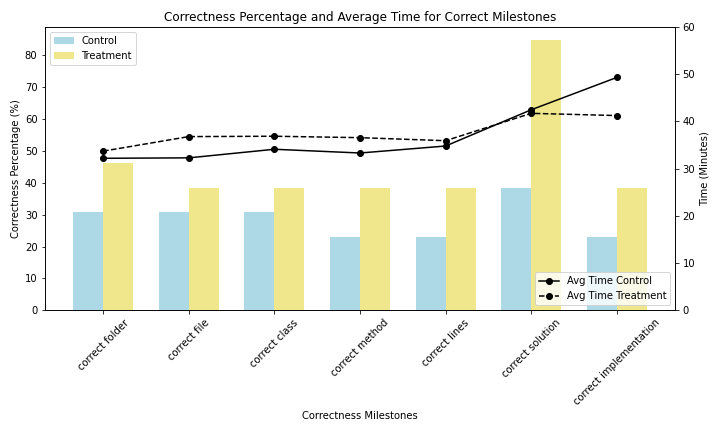 Correctness Percentage and Average Time for Correct Milestones
Control
Treatment
Correctness Percentage (%)
80
70
60
50
40
30
20
10
0
60
50
40
30
20
10
0
Time (Minutes)
Avg Time Control
Avg Time Treatment
correct folder
correct file
correct class
correct method
correct lines
correct solution
correct implementation
Correctness Milestones